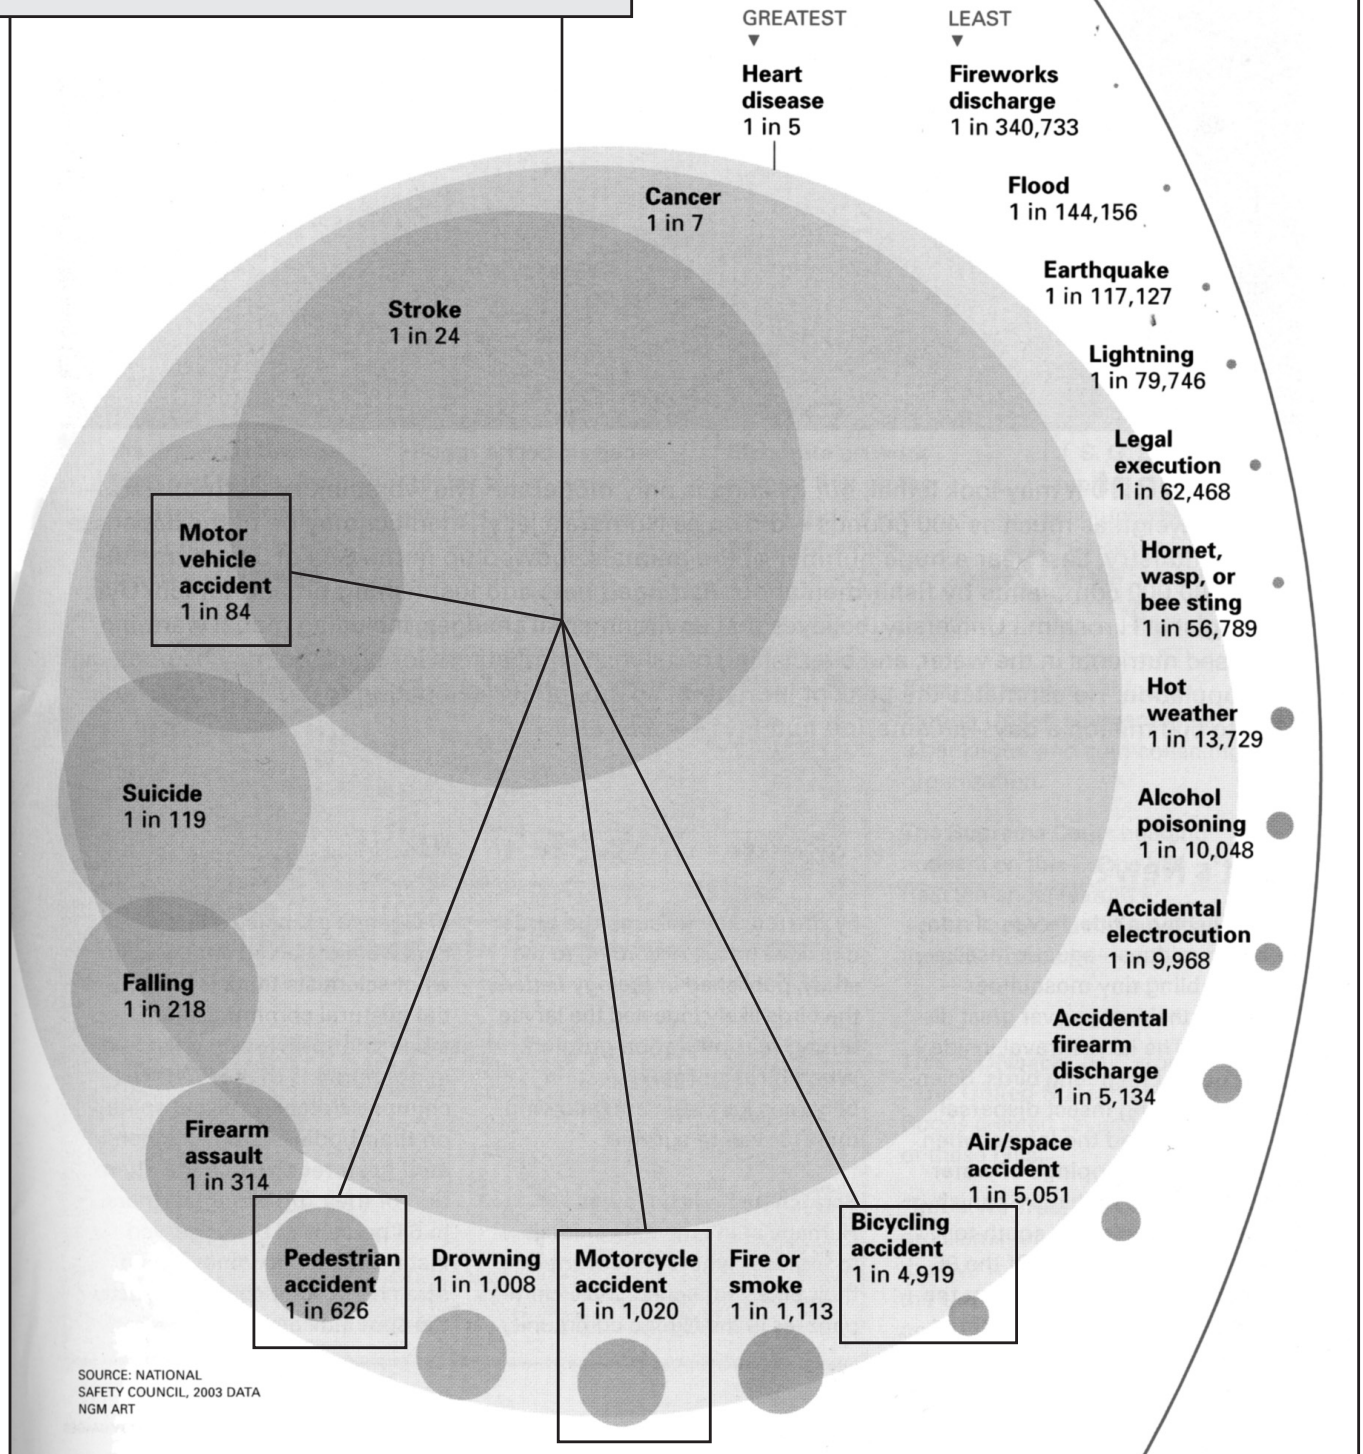 GREATEST
Heart
disease
1 in 5
LEAST
Fireworks
discharge
1 in 340,733
Flood
1 in 144,156
Earthquake
1 in 117,127
Lightning
1 in 79,746
Legal
execution
1 in 62,468
Hornet,
wasp, or
bee sting
1 in 56,789
Hot
weather
1 in 13,729
Alcohol
poisoning
1 in 10,048
Accidental
electrocution
1 in 9,968
Accidental
firearm
discharge
1 in 5,134
Air/space
accident
1 in 5,051
Bicycling
accident
1 in 4,919
Fire or
smoke
1 in 1,113
Motorcycle
accident
1 in 1,020
Drowning
1 in 1,008
Pedestrian
accident
1 in 626
Firearm
assault
1 in 314
Falling
1 in 218
Suicide
1 in 119
Motor
vehicle
accident
1 in 84
Stroke
1 in 24
Cancer
1 in 7
SOURCE: NATIONAL
SAFETY COUNCIL, 2003 DATA
NGM ART